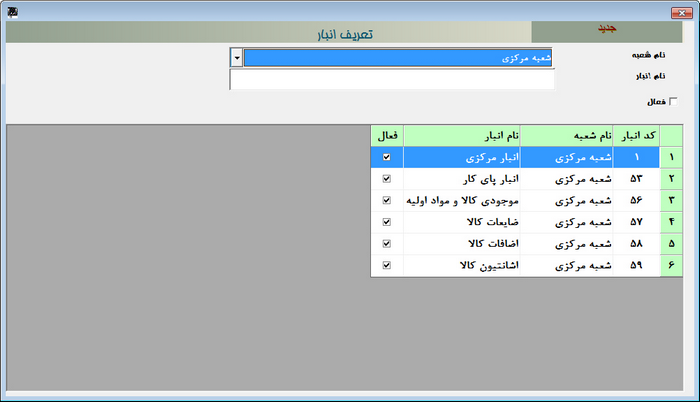 جدید
تعریف انبار
نام شعبه
شعبه مرکزی
نام انبار
فعال
کد انبار نام شعبه نام انبار فعال
۱ ۱ شعبه مرکزی انبار مرکزی
۲ ۵۳ شعبه مرکزی انبار پای کار
۳ ۵۶ شعبه مرکزی موجودی کالا و مواد اولیه
۴ ۵۷ شعبه مرکزی ضایعات کالا
۵ ۵۸ شعبه مرکزی اضافات کالا
۶ ۵۹ شعبه مرکزی اشانتیون کالا